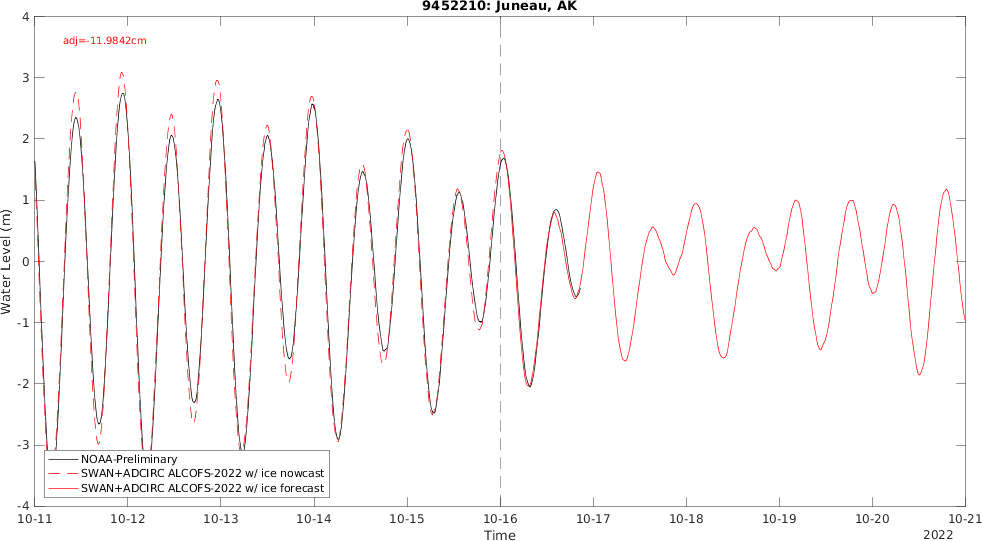 9452210: Juneau, AK
adj=-11.9842cm
4
3
2
1
0
-1
-2
-3
-4
Water Level (m)
NOAA-Preliminary
SWAN+ADCIRC ALCOFS-2022 w/ ice nowcast
SWAN+ADCIRC ALCOFS-2022 w/ ice forecast
10-11 10-12 10-13 10-14 10-15 10-16 10-17 10-18 10-19 10-20 10-21
Time
2022